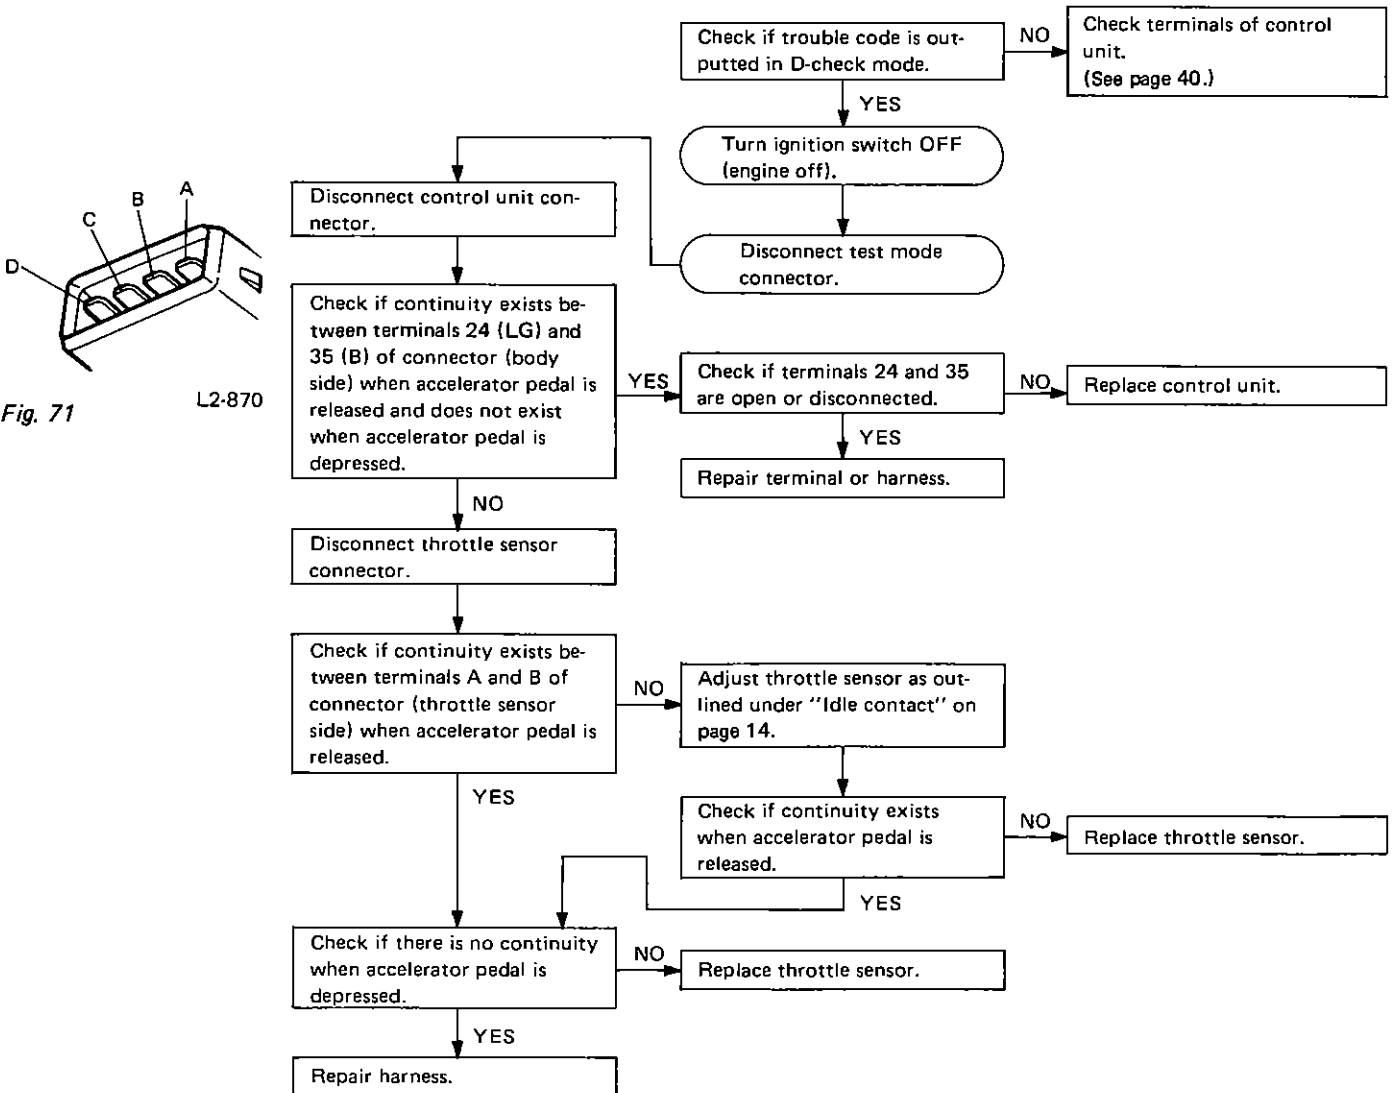 Check if trouble code is out-
putted in D-check mode.
NO
Check terminals of control
unit.
(See page 40.)
YES
Turn ignition switch OFF
(engine off).
Disconnect test mode
connector.
Disconnect control unit con-
nector.
A
B
C
D
Fig. 71
L2-870
Check if continuity exists be-
tween terminals 24 (LG) and
35 (B) of connector (body
side) when accelerator pedal is
released and does not exist
when accelerator pedal is
depressed.
YES
Check if terminals 24 and 35
are open or disconnected.
NO
Replace control unit.
YES
Repair terminal or harness.
NO
Disconnect throttle sensor
connector.
Check if continuity exists be-
tween terminals A and B of
connector (throttle sensor
side) when accelerator pedal is
released.
NO
Adjust throttle sensor as out-
lined under "Idle contact" on
page 14.
YES
Check if continuity exists
when accelerator pedal is
released.
NO
Replace throttle sensor.
YES
Check if there is no continuity
when accelerator pedal is
depressed.
NO
Replace throttle sensor.
YES
Repair harness.